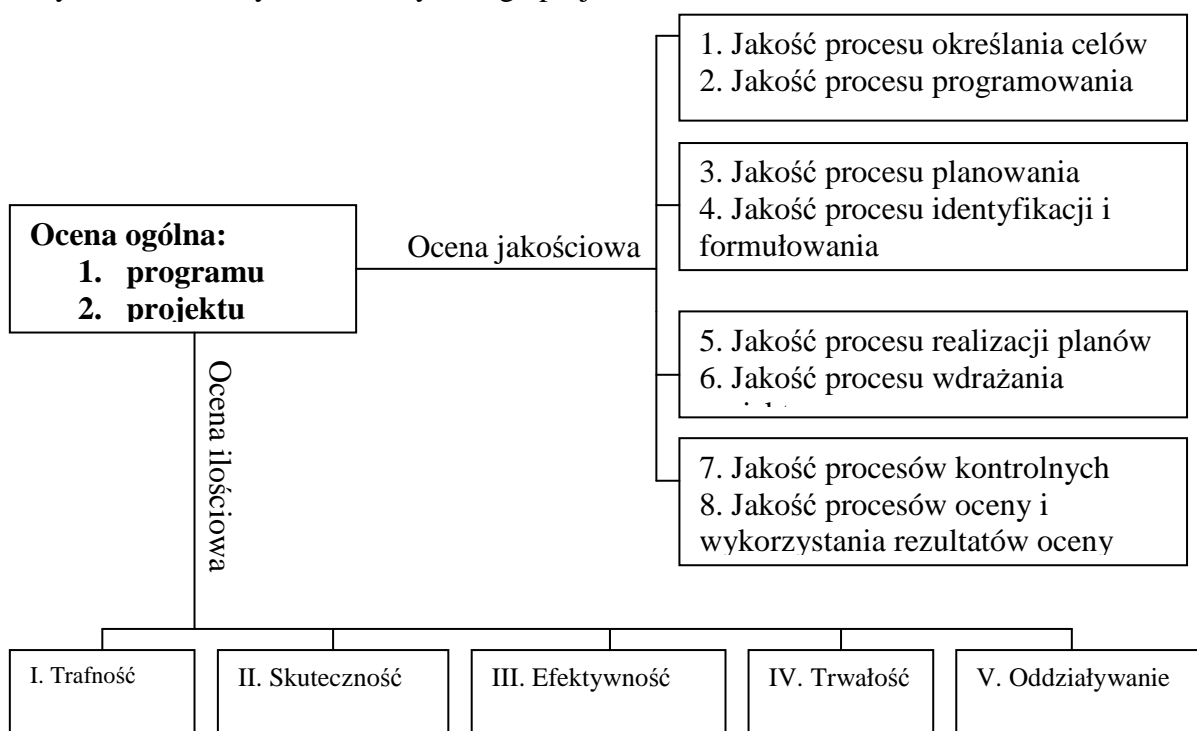 1. Jakość procesu określania celów
2. Jakość procesu programowania
3. Jakość procesu planowania
4. Jakość procesu identyfikacji i
formułowania
Ocena ogólna:
1. programu
2. projektu
Ocena jakościowa
5. Jakość procesu realizacji planów
6. Jakość procesu wdrażania
Ocena ilościowa
7. Jakość procesów kontrolnych
8. Jakość procesów oceny i
wykorzystania rezultatów oceny
I. Trafność
II. Skuteczność
III. Efektywność
IV. Trwałość
V. Oddziaływanie